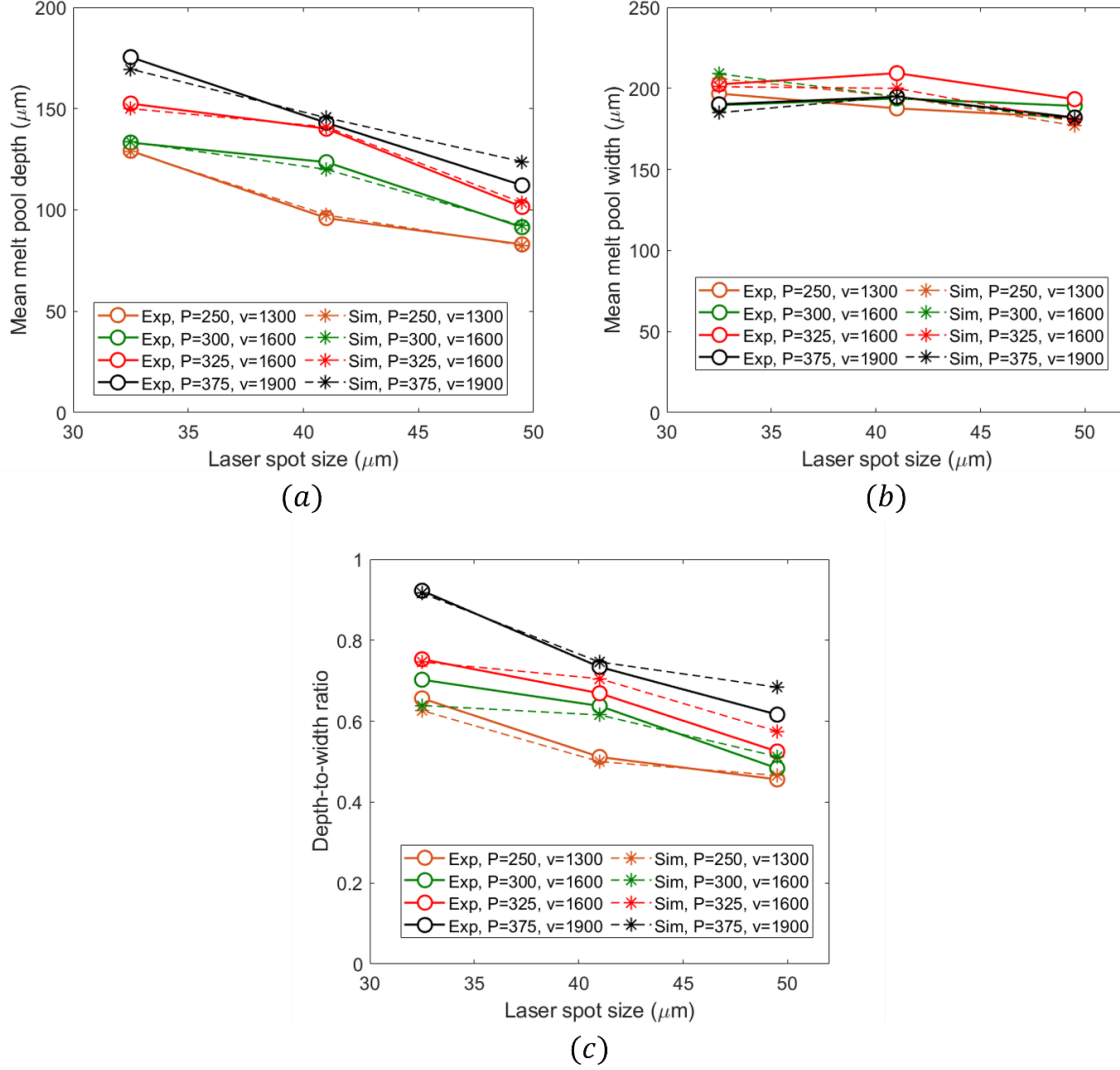 200
150
100
50
0
Mean melt pool depth (μm)
Exp, P=250, v=1300 Sim, P=250, v=1300
Exp, P=300, v=1600 Sim, P=300, v=1600
Exp, P=325, v=1600 Sim, P=325, v=1600
Exp, P=375, v=1900 Sim, P=375, v=1900
30 35 40 45 50
Laser spot size (μm)
(a)
250
200
150
100
50
0
Mean melt pool width (μm)
Exp, P=250, v=1300 Sim, P=250, v=1300
Exp, P=300, v=1600 Sim, P=300, v=1600
Exp, P=325, v=1600 Sim, P=325, v=1600
Exp, P=375, v=1900 Sim, P=375, v=1900
30 35 40 45 50
Laser spot size (μm)
(b)
1
0.8
0.6
0.4
0.2
0
Depth-to-width ratio
Exp, P=250, v=1300 Sim, P=250, v=1300
Exp, P=300, v=1600 Sim, P=300, v=1600
Exp, P=325, v=1600 Sim, P=325, v=1600
Exp, P=375, v=1900 Sim, P=375, v=1900
30 35 40 45 50
Laser spot size (μm)
(c)